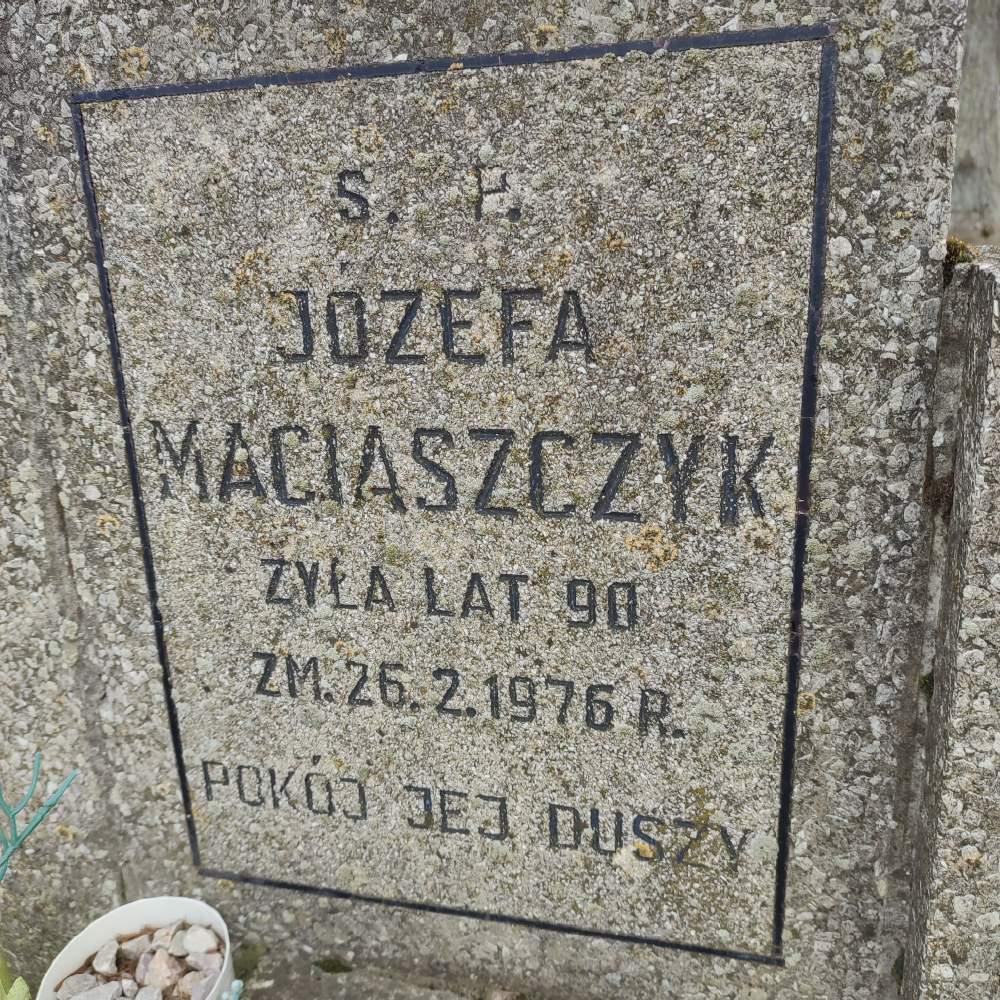 S. P.
JÓZEFA
MACIASZCZYK
ŻYŁA LAT 90
ZM. 26.2.1976 R.
POKÓJ JEJ DUSZY